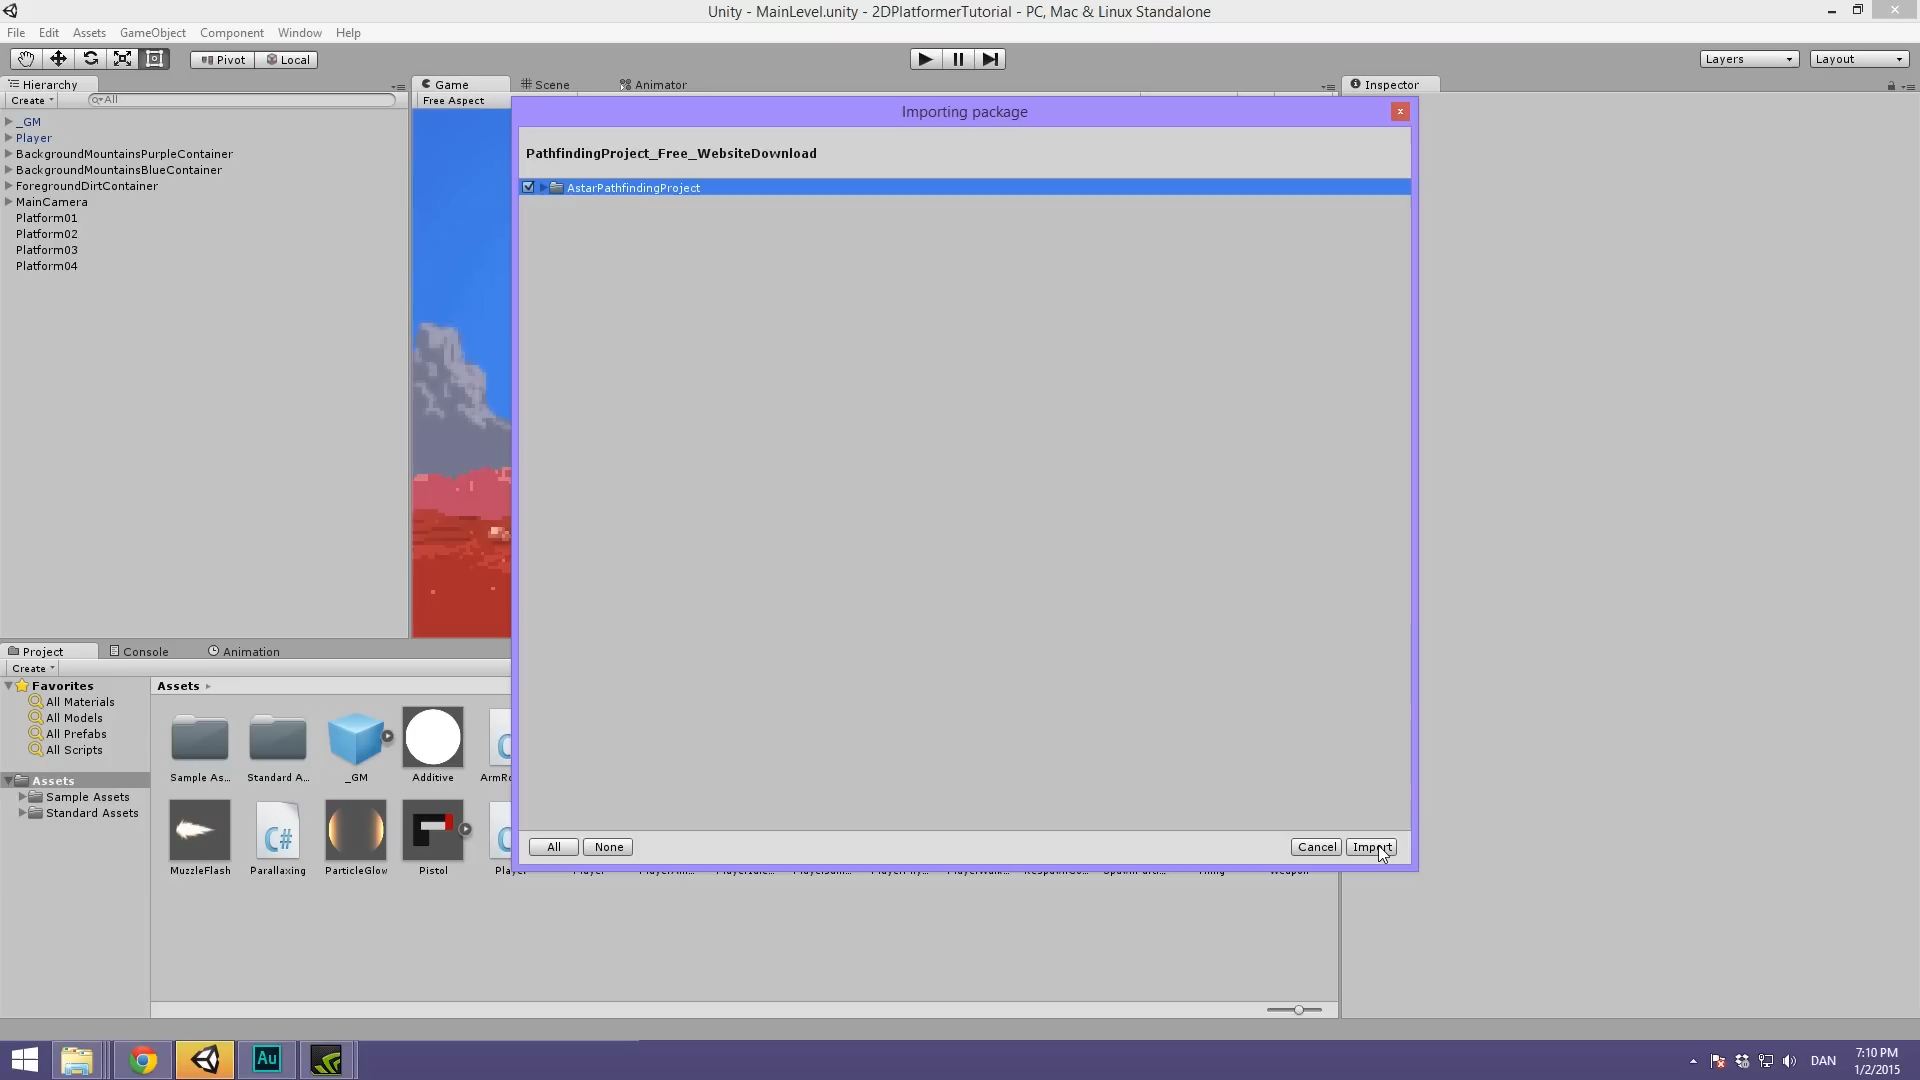 Unity - MainLevel.unity - 2DPlatformerTutorial - PC, Mac & Linux Standalone
File Edit Assets GameObject Component Window Help
Pivot Local Layers Layout
Hierarchy Game Scene Animator Inspector
Create All Free Aspect
Importing package
_GM
Player
BackgroundMountainsPurpleContainer
BackgroundMountainsBlueContainer
ForegroundDirtContainer
MainCamera
Platform01
Platform02
Platform03
Platform04
PathfindingProject_Free_WebsiteDownload
AstarPathfindingProject
All None Cancel Import
Project Console Animation
Create
Favorites
All Materials
All Models
All Prefabs
All Scripts
Assets
Sample Assets
Standard Assets
Assets
Sample As... Standard A... _GM Additive
MuzzleFlash Parallaxing ParticleGlow Pistol
C#
Au
DAN
7:10 PM
1/2/2015